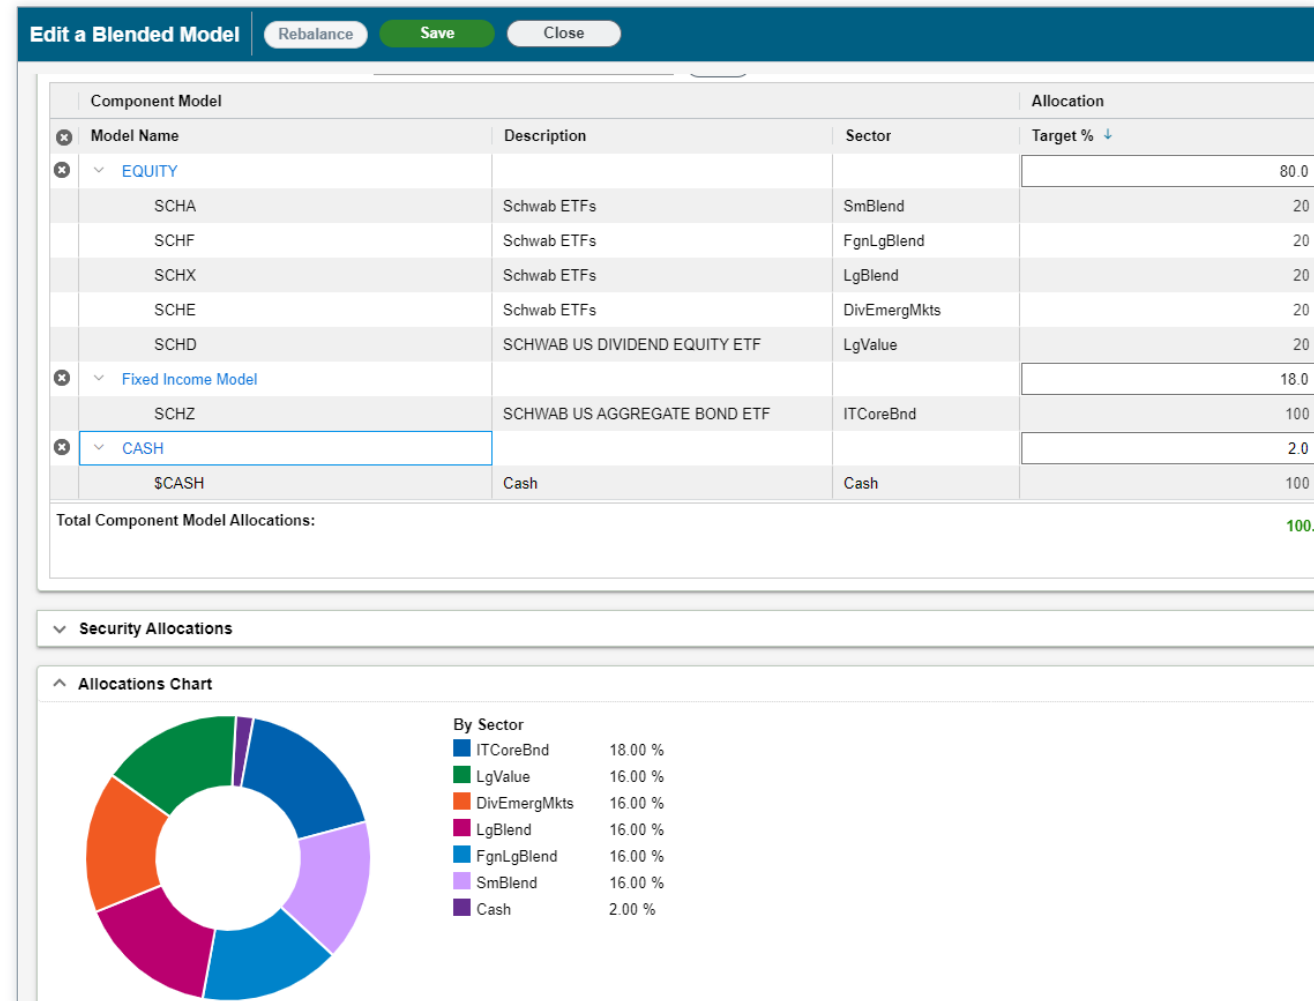 Edit a Blended Model Rebalance Save Close
Component Model Allocation
Model Name Description Sector Target %
EQUITY 80.0
SCHA Schwab ETFs SmBlend 20
SCHF Schwab ETFs FgnLgBlend 20
SCHX Schwab ETFs LgBlend 20
SCHE Schwab ETFs DivEmergMkts 20
SCHD SCHWAB US DIVIDEND EQUITY ETF LgValue 20
Fixed Income Model 18.0
SCHZ SCHWAB US AGGREGATE BOND ETF ITCoreBnd 100
CASH 2.0
$CASH Cash Cash 100
Total Component Model Allocations: 100.
Security Allocations
Allocations Chart
By Sector
ITCoreBnd 18.00 %
LgValue 16.00 %
DivEmergMkts 16.00 %
LgBlend 16.00 %
FgnLgBlend 16.00 %
SmBlend 16.00 %
Cash 2.00 %